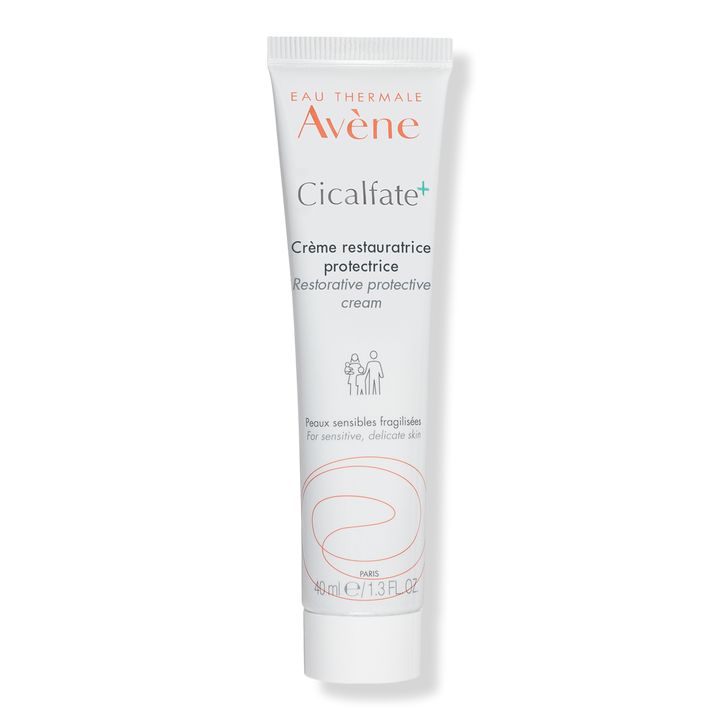 EAU THERMALE
Avène
Cicalfate+
Crème restauratrice
protectrice
Restorative protective
cream
Peaux sensibles fragilisées
For sensitive, delicate skin
PARIS
40 ml ℮/1.3 FL. OZ.